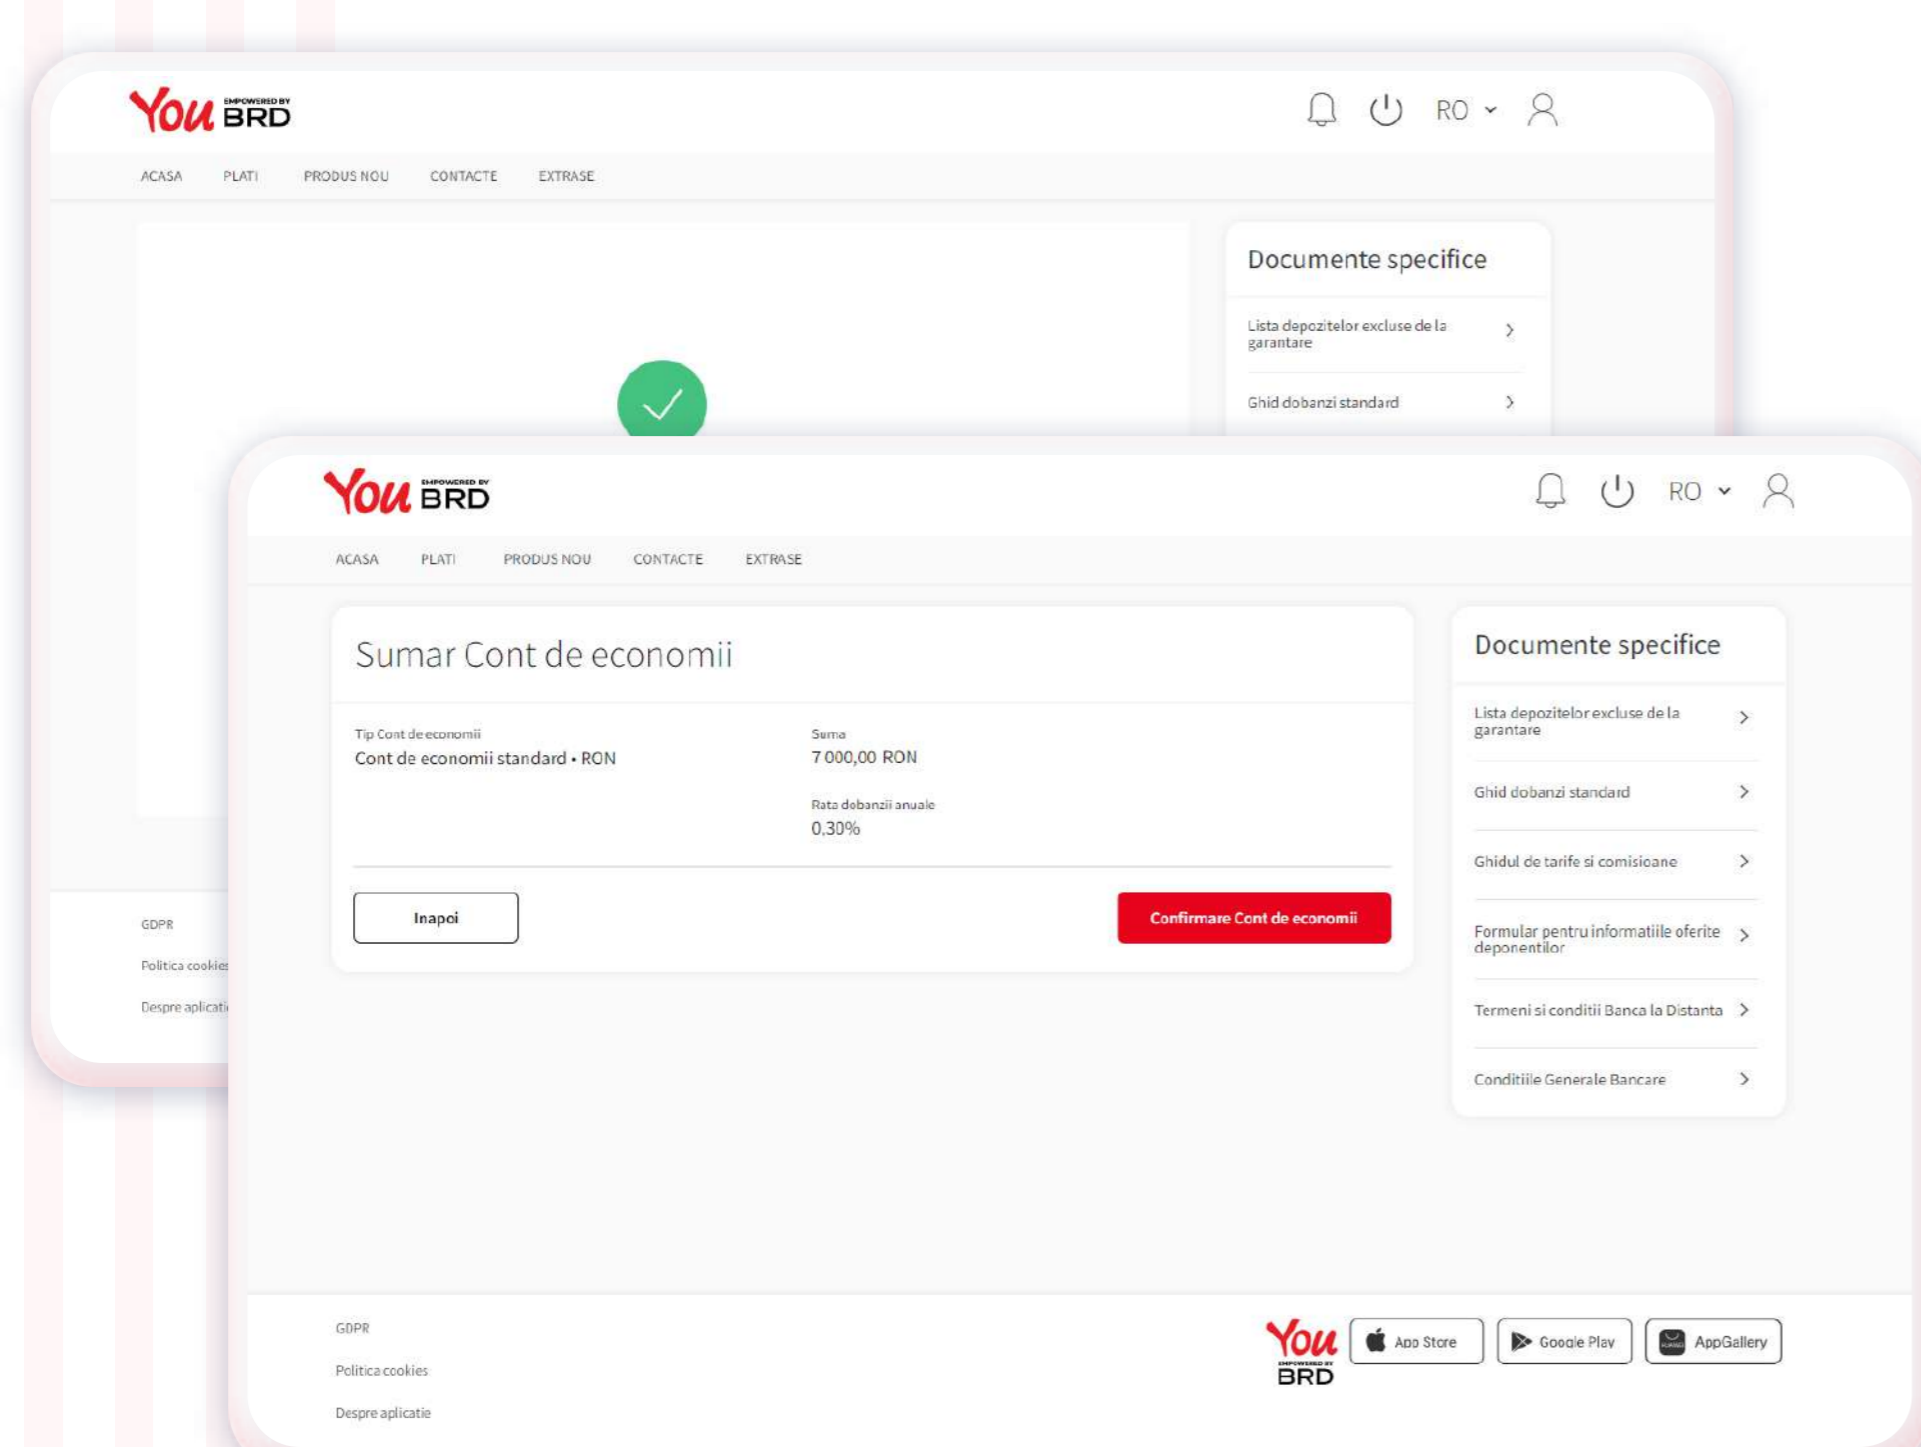 You EMPOWERED BY BRD
RO
ACASA PLATI PRODUS NOU CONTACTE EXTRASE
Documente specifice
Lista depozitelor excluse de la
garantare
Ghid dobanzi standard
GDPR
Politica cookies
Despre aplicati
You EMPOWERED BY BRD
RO
ACASA PLATI PRODUS NOU CONTACTE EXTRASE
Sumar Cont de economii
Tip Cont de economii
Cont de economii standard • RON
Suma
7 000,00 RON
Rata dobanzii anuale
0.30%
Inapoi
Confirmare Cont de economii
Documente specifice
Lista depozitelor excluse de la
garantare
Ghid dobanzi standard
Ghidul de tarife si comisioane
Formular pentru informatiile oferite
deponentilor
Termeni si conditii Banca la Distanta
Conditiile Generale Bancare
GDPR
Politica cookies
Despre aplicatie
You
EMPOWERED BY
BRD
App Store
Google Play
HUAWEI
AppGallery